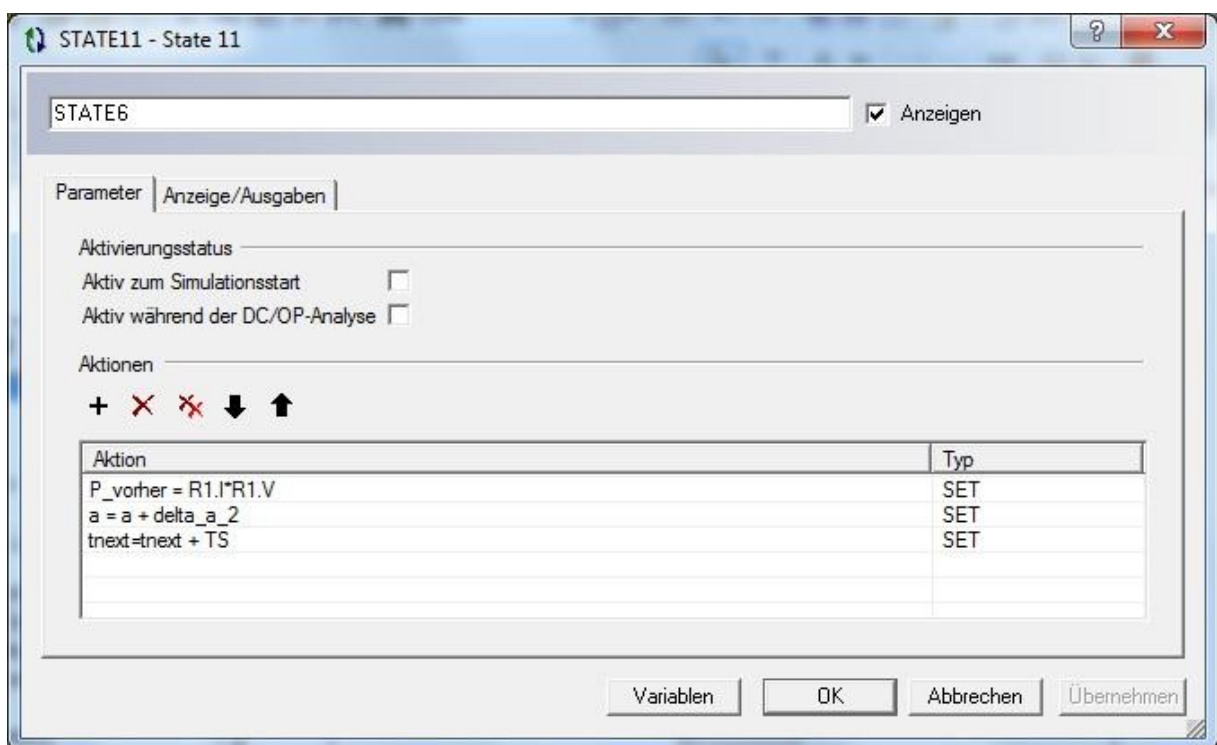 STATE11 - State 11
STATE6 Anzeigen
Parameter Anzeige/Ausgaben
Aktivierungsstatus
Aktiv zum Simulationsstart
Aktiv während der DC/OP-Analyse
Aktionen
Aktion Typ
P_vorher = R1.I*R1.V SET
a = a + delta_a_2 SET
tnext=tnext + TS SET
Variablen OK Abbrechen Übernehmen